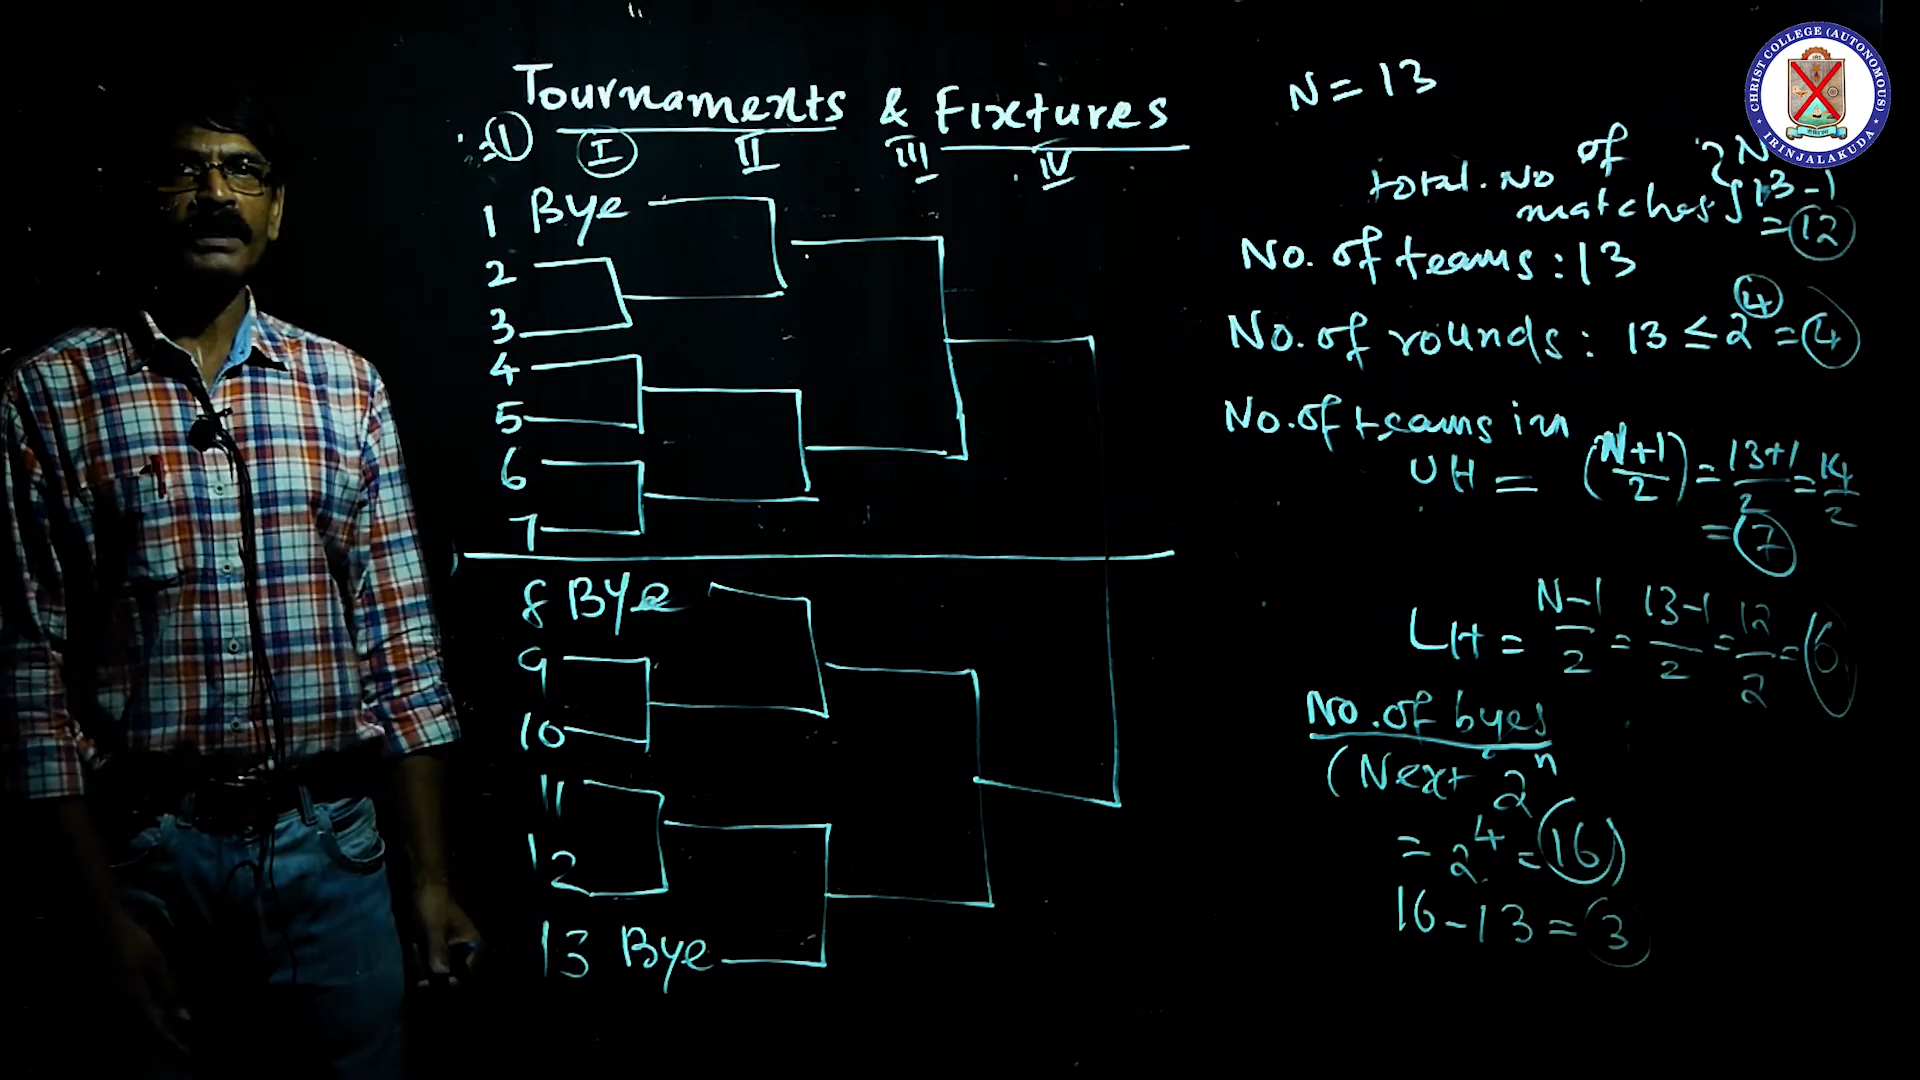 Tournaments & Fixtures
1 I II III IV
1 Bye
2
3
4
5
6
7
8 Bye
9
10
11
12
13 Bye
N = 13
total. No of matches } N
13-1
= 12
No. of teams : 13
No. of rounds : 13 ≤ 2^4 = 4
No. of teams in
UH = (N+1/2) = 13+1/2 = 14/2
= 7
LH = N-1/2 = 13-1/2 = 12/2 = 6
No. of byes
(Next 2^n
= 2^4 = 16)
16 - 13 = 3
CHRIST COLLEGE (AUTONOMOUS)
IRINJALAKUDA